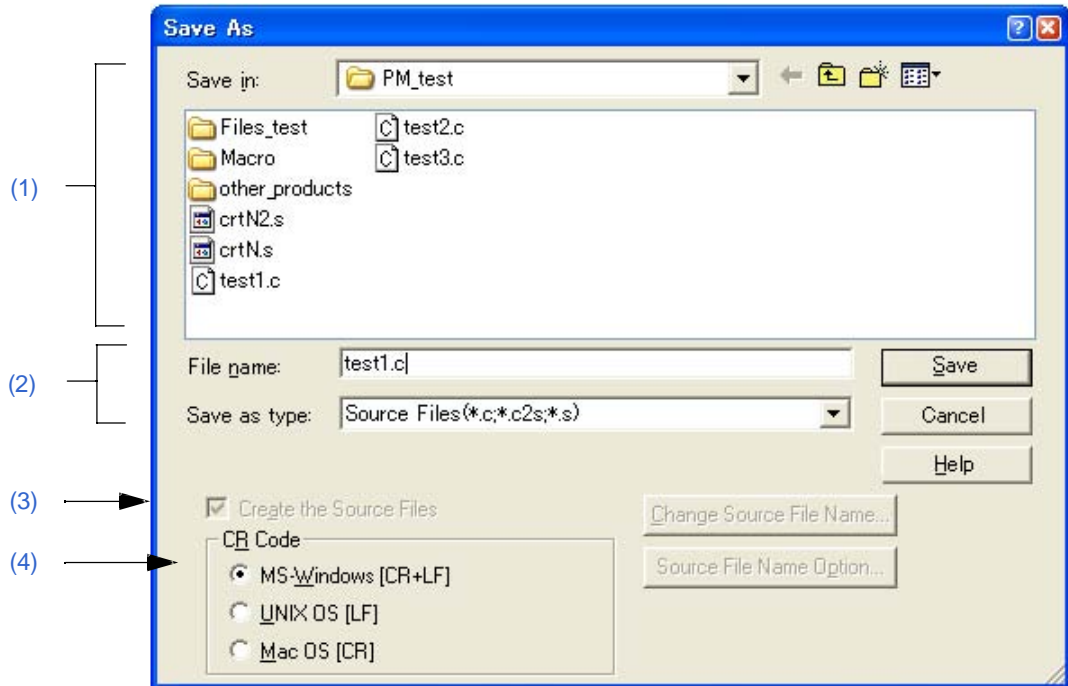 Save As
(1)
Save in: PM_test
Files_test test2.c
Macro test3.c
other_products
crtN2.s
crtN.s
test1.c
(2)
File name: test1.c Save
Save as type: Source Files(*.c;*.c2s;*.s) Cancel
Help
(3)
Create the Source Files Change Source File Name...
(4)
CR Code
MS-Windows [CR+LF] Source File Name Option...
UNIX OS [LF]
Mac OS [CR]